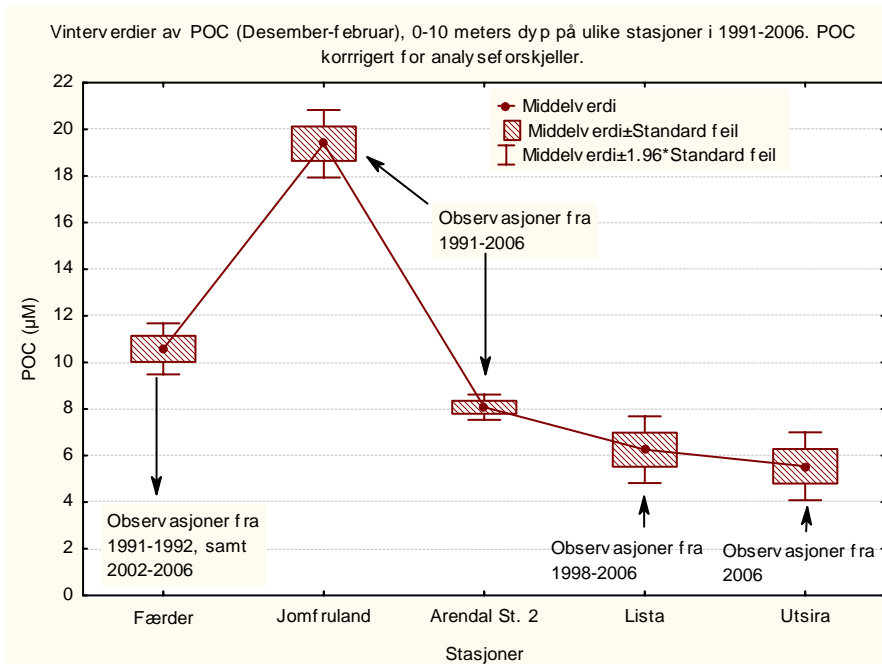 Vinterverdier av POC (Desember-februar), 0-10 meters dyp på ulike stasjoner i 1991-2006. POC
korrrigert for analyseforskjeller.
22
20
18
16
14
12
10
8
6
4
2
0
POC (µM)
Middelverdi
Middelverdi±Standard feil
Middelverdi±1.96*Standard feil
Observasjoner fra
1991-2006
Observasjoner fra
1991-1992, samt
2002-2006
Observasjoner fra
1998-2006
Observasjoner fra
2006
Færder
Jomfruland
Arendal St. 2
Lista
Utsira
Stasjoner